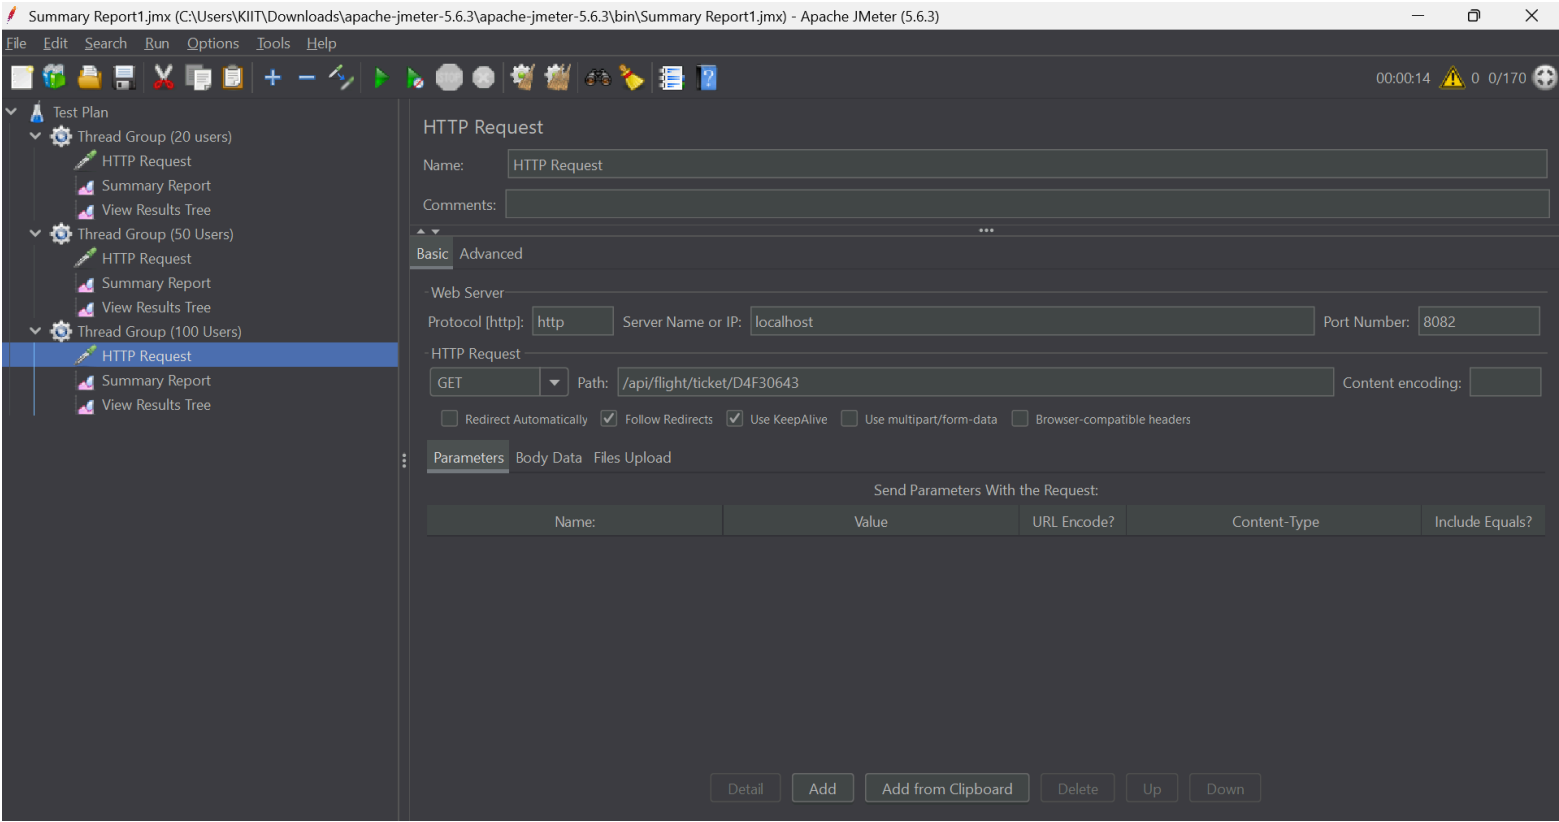 Summary Report1.jmx (C:\Users\KIIT\Downloads\apache-jmeter-5.6.3\apache-jmeter-5.6.3\bin\Summary Report1.jmx) - Apache JMeter (5.6.3)
File Edit Search Run Options Tools Help
STOP 00:00:14 0 0/170
Test Plan
Thread Group (20 users)
HTTP Request
Summary Report
View Results Tree
Thread Group (50 Users)
HTTP Request
Summary Report
View Results Tree
Thread Group (100 Users)
HTTP Request
Summary Report
View Results Tree
HTTP Request
Name: HTTP Request
Comments:
Basic Advanced
Web Server
Protocol [http]: http Server Name or IP: localhost Port Number: 8082
HTTP Request
GET Path: /api/flight/ticket/D4F30643 Content encoding:
Redirect Automatically Follow Redirects Use KeepAlive Use multipart/form-data Browser-compatible headers
Parameters Body Data Files Upload
Send Parameters With the Request:
Name: Value URL Encode? Content-Type Include Equals?
Detail Add Add from Clipboard Delete Up Down